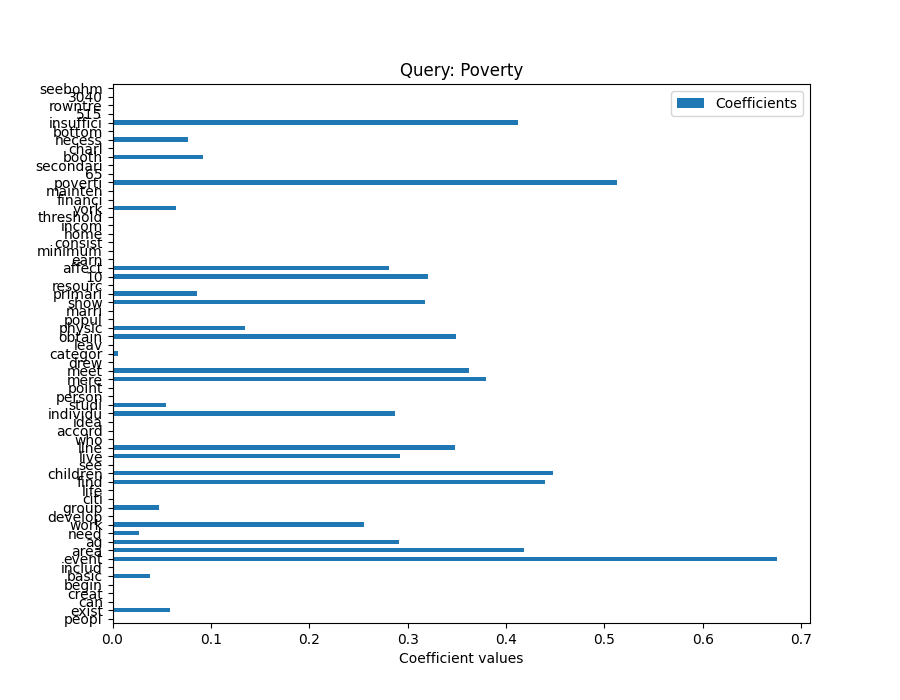 Query: Poverty
Coefficients
seebohm
3040
rowntre
515
insuffici
bottom
necess
charl
booth
secondari
65
poverti
mainten
financi
york
threshold
incom
home
consist
minimum
earn
affect
10
resourc
primari
show
marri
popul
physic
obtain
leav
categor
drew
meet
mere
point
person
studi
individu
idea
accord
who
line
live
see
children
find
life
citi
group
develop
work
need
ag
area
event
includ
basic
begin
creat
can
exist
peopl
0.0 0.1 0.2 0.3 0.4 0.5 0.6 0.7
Coefficient values